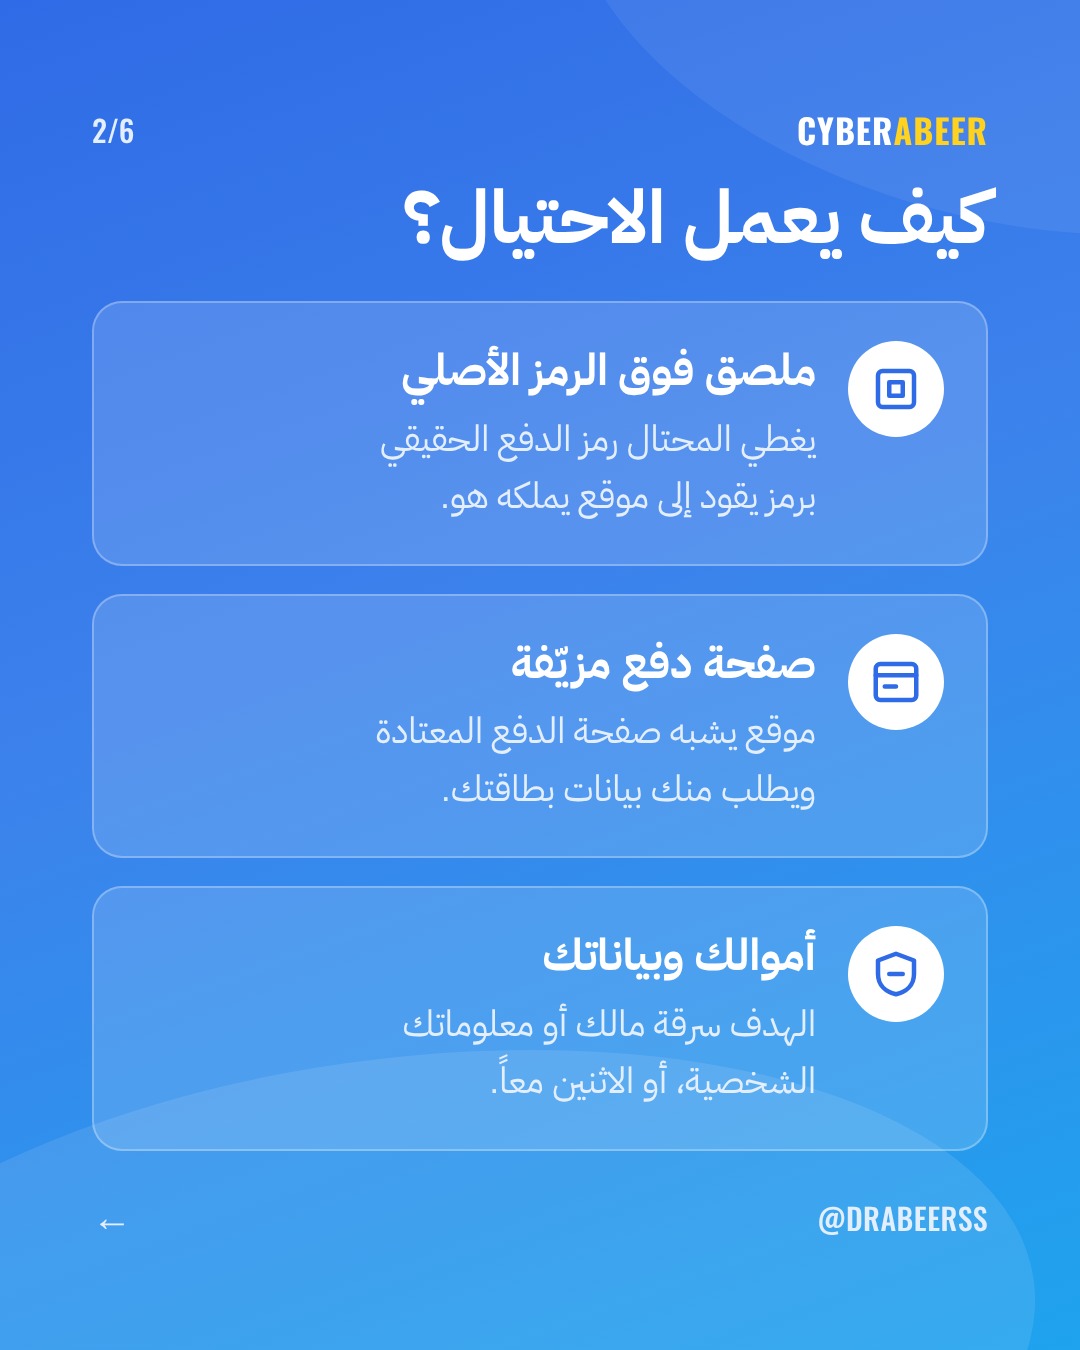 CYBERABEER
2/6
كيف يعمل الاحتيال؟
ملصق فوق الرمز الأصلي
يغطي المحتال رمز الدفع الحقيقي
برمز يقود إلى موقع يملكه هو.
صفحة دفع مزيّفة
موقع يشبه صفحة الدفع المعتادة
ويطلب منك بيانات بطاقتك.
أموالك وبياناتك
الهدف سرقة مالك أو معلوماتك
الشخصية، أو الاثنين معاً.
@DRABEERSS
←